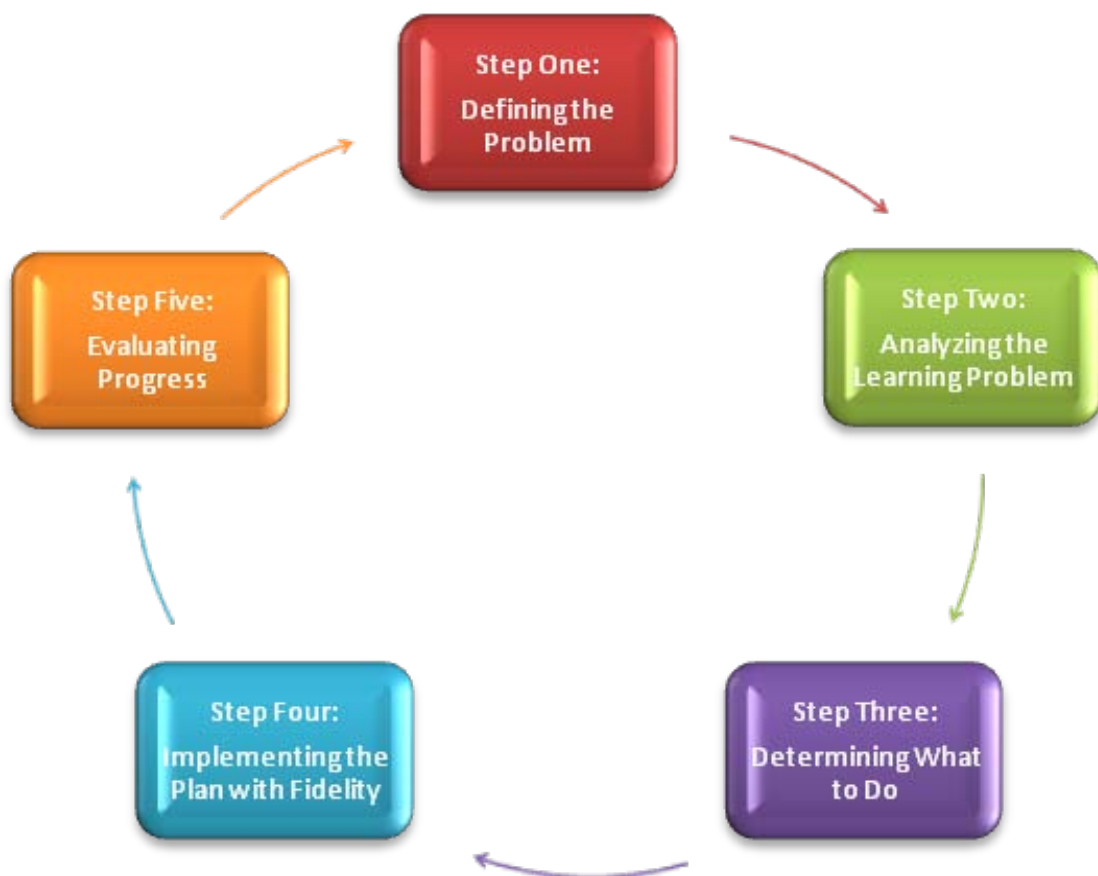 Step One:
Defining the
Problem
Step Two:
Analyzing the
Learning Problem
Step Three:
Determining What
to Do
Step Four:
Implementing the
Plan with Fidelity
Step Five:
Evaluating
Progress